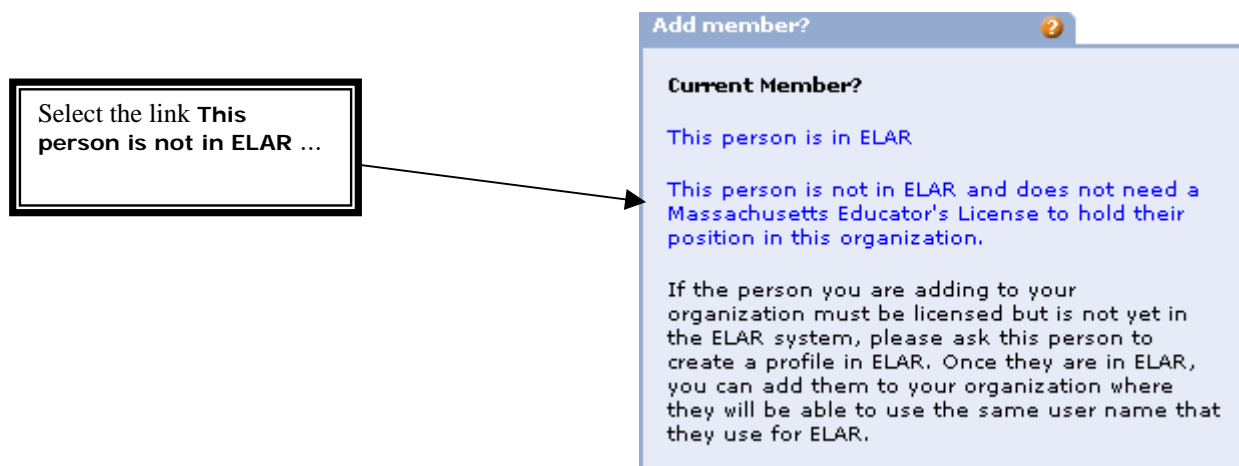 Add member?
?
Select the link This
person is not in ELAR ...
Current Member?
This person is in ELAR
This person is not in ELAR and does not need a
Massachusetts Educator's License to hold their
position in this organization.
If the person you are adding to your
organization must be licensed but is not yet in
the ELAR system, please ask this person to
create a profile in ELAR. Once they are in ELAR,
you can add them to your organization where
they will be able to use the same user name that
they use for ELAR.